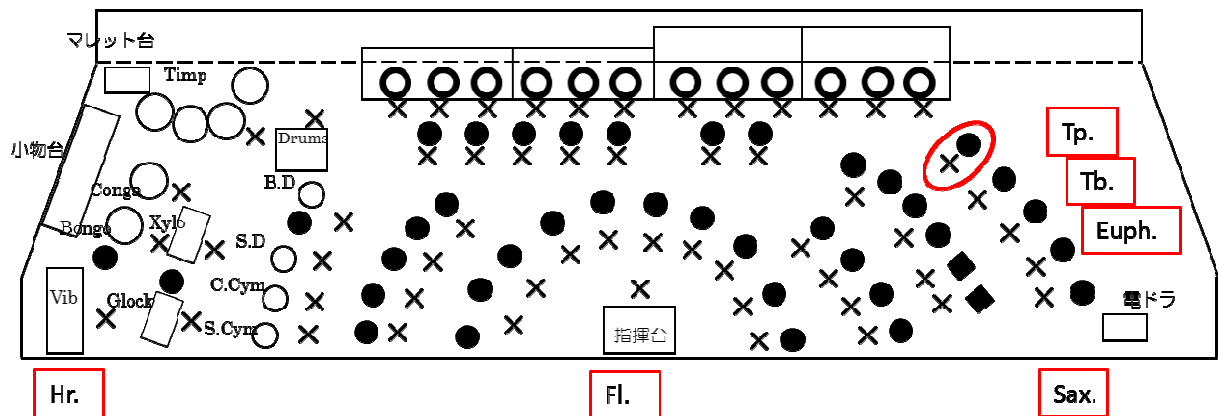 マレット台
Timp
小物台
Drums
Tp.
Tb.
B.D
Conga
Bongo
Xylo
Euph.
S.D
Vib
Glock
C.Cym
S.Cym
指揮台
電ドラ
Hr.
Fl.
Sax.